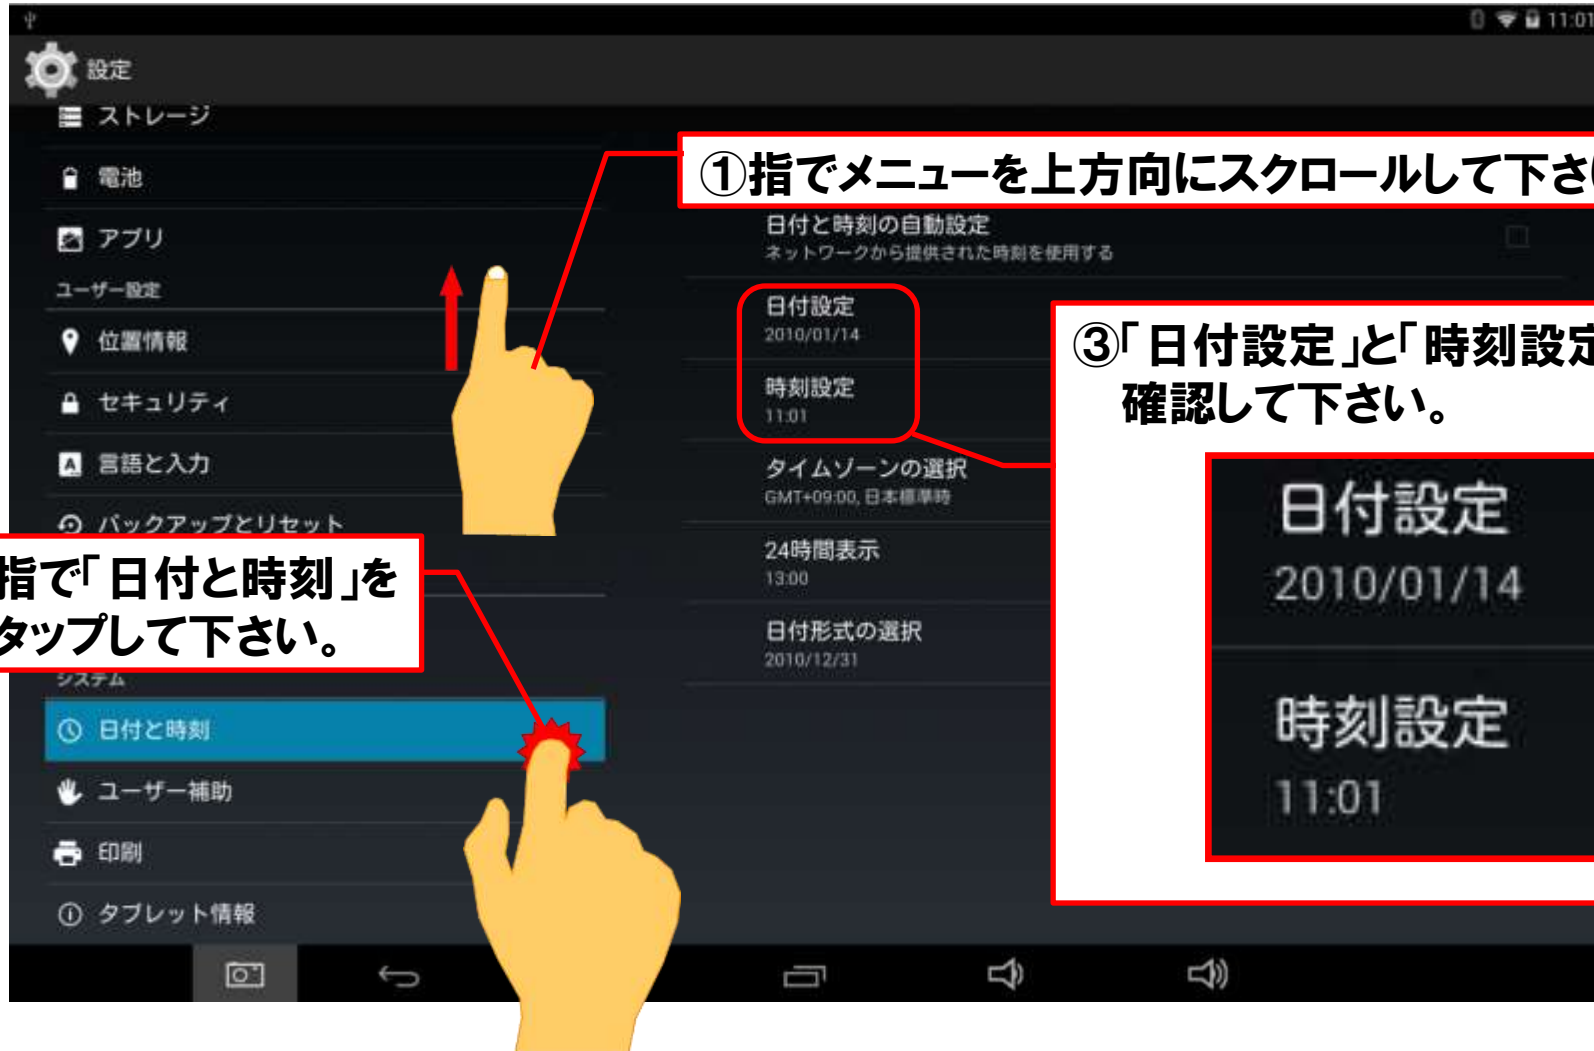 11:01
設定
ストレージ
電池
アプリ
ユーザー設定
位置情報
セキュリティ
言語と入力
バックアップとリセット
指で「日付と時刻」を
タップして下さい。
システム
日付と時刻
ユーザー補助
印刷
タブレット情報
①指でメニューを上方向にスクロールして下さ
日付と時刻の自動設定
ネットワークから提供された時刻を使用する
日付設定
2010/01/14
時刻設定
11:01
タイムゾーンの選択
GMT+09:00, 日本標準時
24時間表示
13:00
日付形式の選択
2010/12/31
③「日付設定」と「時刻設定
確認して下さい。
日付設定
2010/01/14
時刻設定
11:01